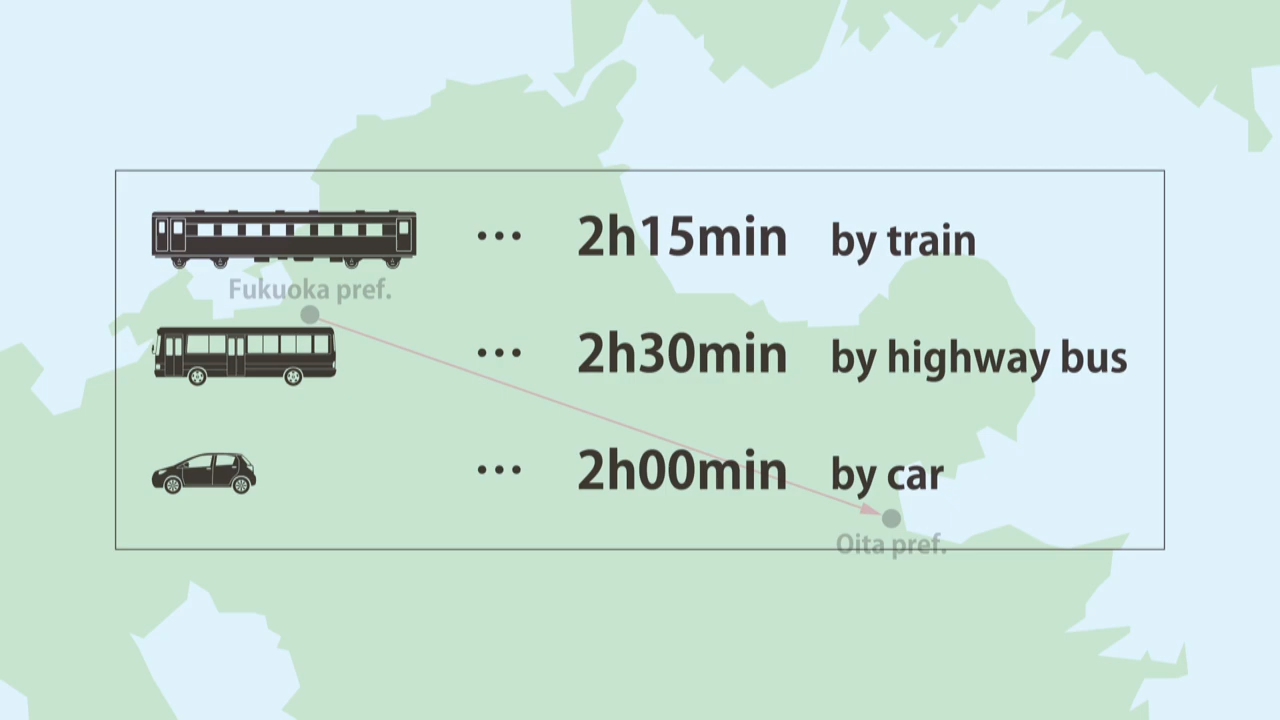 ... 2h15min by train
Fukuoka pref.
... 2h30min by highway bus
... 2h00min by car
Oita pref.